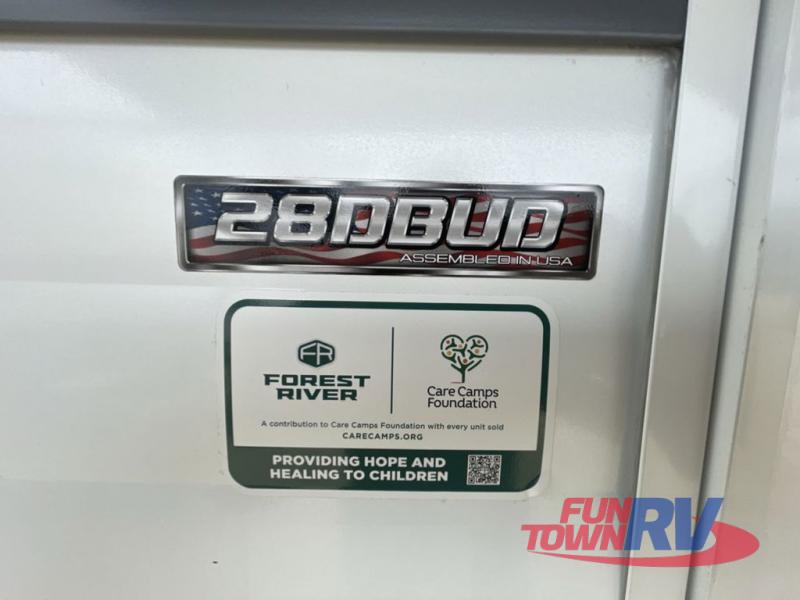 28DBUD
ASSEMBLED IN USA
FR
FOREST
RIVER
Care Camps
Foundation
A contribution to Care Camps Foundation with every unit sold
CARECAMPS.ORG
PROVIDING HOPE AND
HEALING TO CHILDREN
FUN
TOWN RV